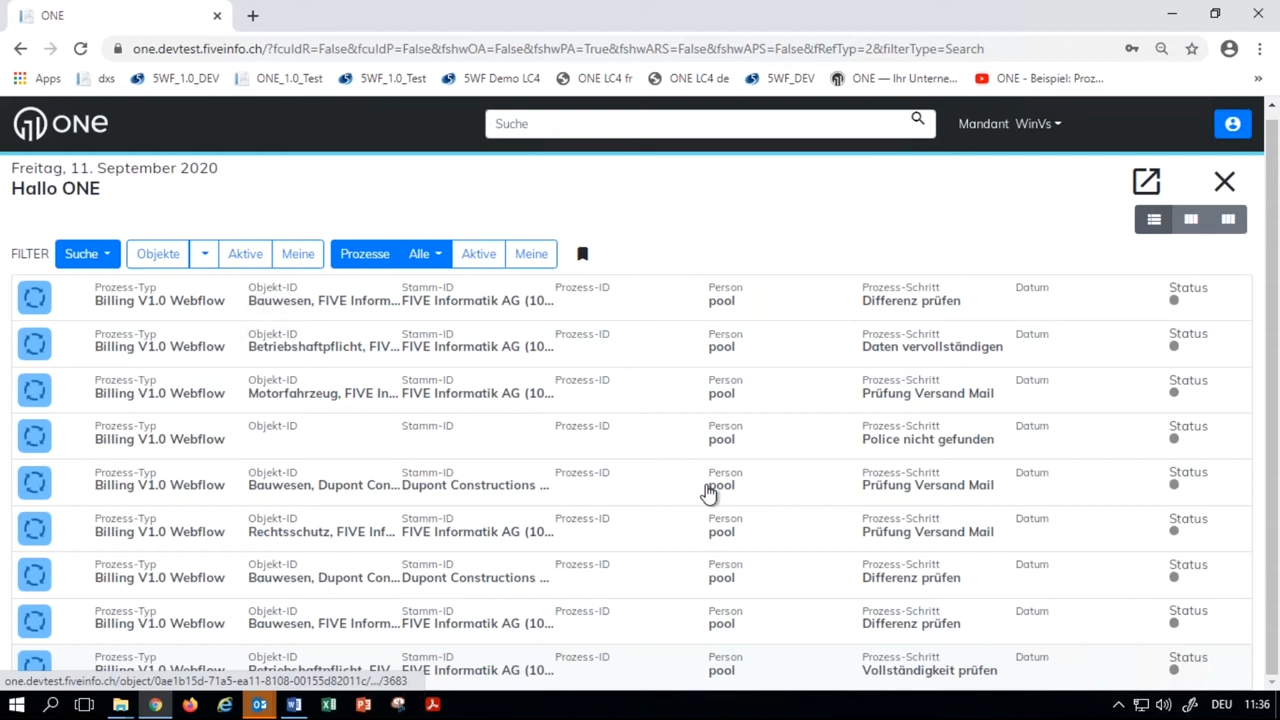 ONE
one.devtest.fiveinfo.ch/?fcuIdR=False&fcuIdP=False&fshwOA=False&fshwPA=True&fshwARS=False&fshwAPS=False&fRefTyp=2&filterType=Search
Apps dxs 5WF_1.0_DEV ONE_1.0_Test 5WF_1.0_Test 5WF Demo LC4 ONE LC4 fr ONE LC4 de 5WF_DEV ONE — Ihr Unterne... ONE - Beispiel: Proz... »
ONE Suche Mandant WinVs
Freitag, 11. September 2020
Hallo ONE
FILTER Suche Objekte Aktive Meine Prozesse Alle Aktive Meine
Prozess-Typ Objekt-ID Stamm-ID Prozess-ID Person Prozess-Schritt Datum Status
Billing V1.0 Webflow Bauwesen, FIVE Inform... FIVE Informatik AG (10... pool Differenz prüfen
Prozess-Typ Objekt-ID Stamm-ID Prozess-ID Person Prozess-Schritt Datum Status
Billing V1.0 Webflow Betriebshaftpflicht, FIV... FIVE Informatik AG (10... pool Daten vervollständigen
Prozess-Typ Objekt-ID Stamm-ID Prozess-ID Person Prozess-Schritt Datum Status
Billing V1.0 Webflow Motorfahrzeug, FIVE In... FIVE Informatik AG (10... pool Prüfung Versand Mail
Prozess-Typ Objekt-ID Stamm-ID Prozess-ID Person Prozess-Schritt Datum Status
Billing V1.0 Webflow pool Police nicht gefunden
Prozess-Typ Objekt-ID Stamm-ID Prozess-ID Person Prozess-Schritt Datum Status
Billing V1.0 Webflow Bauwesen, Dupont Con... Dupont Constructions ... pool Prüfung Versand Mail
Prozess-Typ Objekt-ID Stamm-ID Prozess-ID Person Prozess-Schritt Datum Status
Billing V1.0 Webflow Rechtsschutz, FIVE Inf... FIVE Informatik AG (10... pool Prüfung Versand Mail
Prozess-Typ Objekt-ID Stamm-ID Prozess-ID Person Prozess-Schritt Datum Status
Billing V1.0 Webflow Bauwesen, Dupont Con... Dupont Constructions ... pool Differenz prüfen
Prozess-Typ Objekt-ID Stamm-ID Prozess-ID Person Prozess-Schritt Datum Status
Billing V1.0 Webflow Bauwesen, FIVE Inform... FIVE Informatik AG (10... pool Differenz prüfen
Prozess-Typ Objekt-ID Stamm-ID Prozess-ID Person Prozess-Schritt Datum Status
Billing V1.0 Webflow Betriebshaftpflicht, FIV... FIVE Informatik AG (10... pool Vollständigkeit prüfen
one.devtest.fiveinfo.ch/object/0ae1b15d-71a5-ea11-8108-00155d82011c/.../3683
DEU 11:36